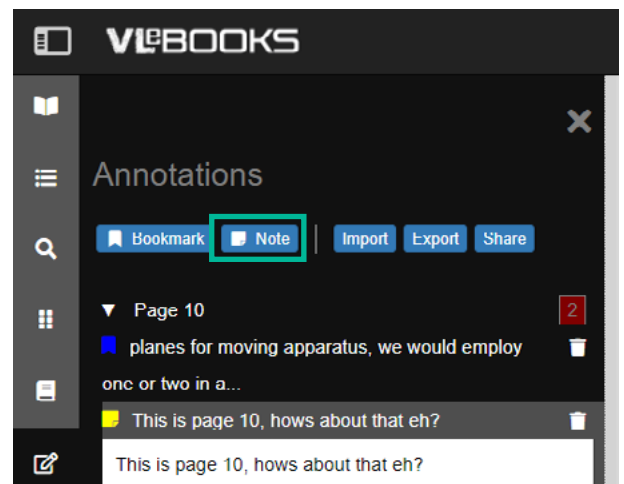 VLeBOOKS
Annotations
Bookmark Note Import Export Share
Page 10 2
planes for moving apparatus, we would employ
one or two in a...
This is page 10, hows about that eh?
This is page 10, hows about that eh?